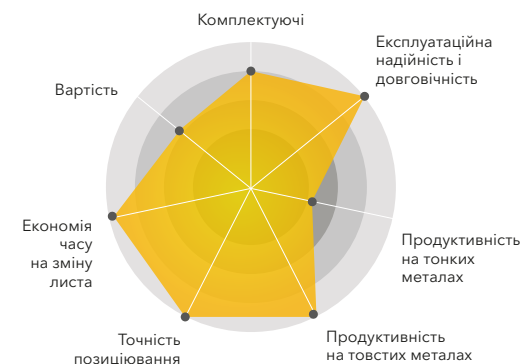 Комплектуючі
Експлуатаційна
надійність і
довговічність
Вартість
Економія
часу
на зміну
листа
Продуктивність
на тонких
металах
Точність
позиціювання
Продуктивність
на товстих металах